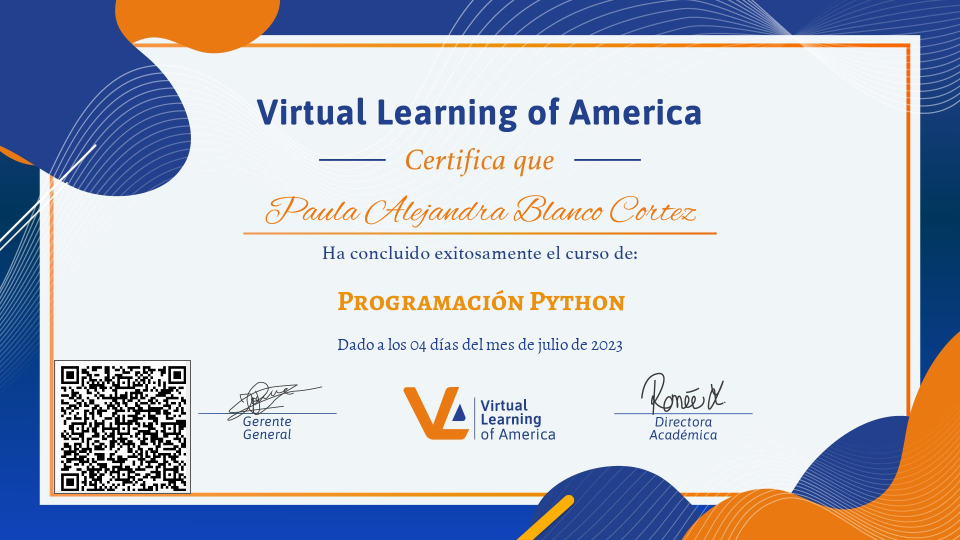 Virtual Learning of America
Certifica que
Paula Alejandra Blanco Cortez
Ha concluido exitosamente el curso de:
Programación Python
Dado a los 04 días del mes de julio de 2023
Gerente
General
Virtual
Learning
of America
Renée K.
Directora
Académica